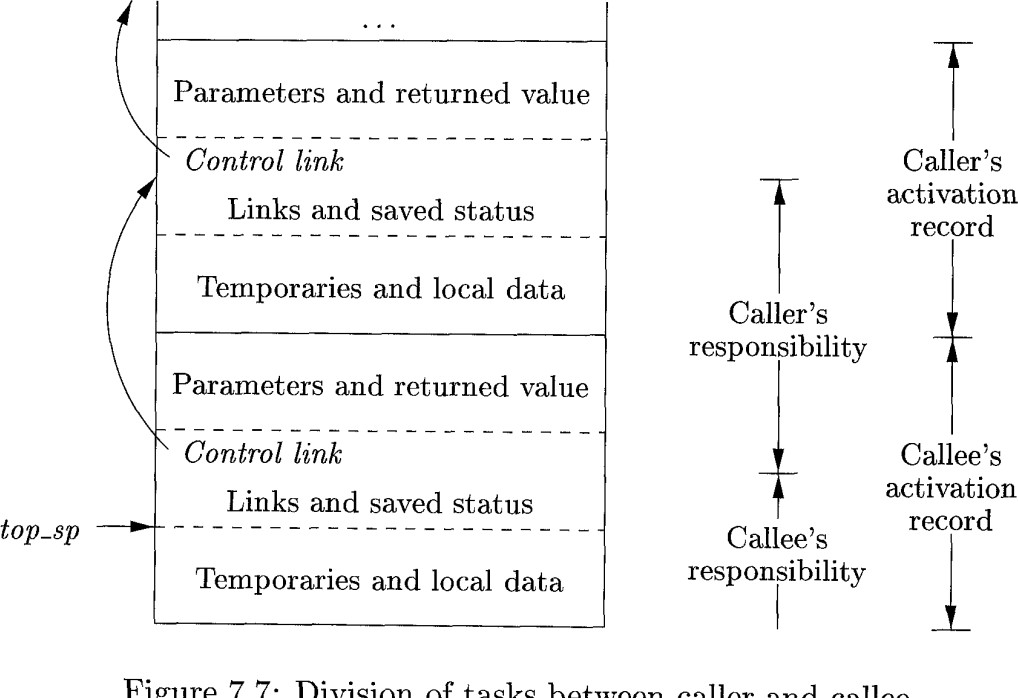 ...
Parameters and returned value
Control link
Links and saved status
Temporaries and local data
Parameters and returned value
Control link
Links and saved status
top_sp
Temporaries and local data
Caller's
responsibility
Callee's
responsibility
Caller's
activation
record
Callee's
activation
record
Figure 7.7: Division of tasks between caller and callee